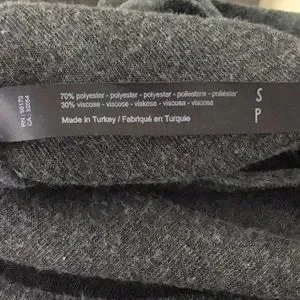 70% polyester - polyester - polyester - poliestere - poliéster
30% viscose - viscose - viskose - viscosa - viscosa
Made in Turkey / Fabriqué en Turquie
S
P